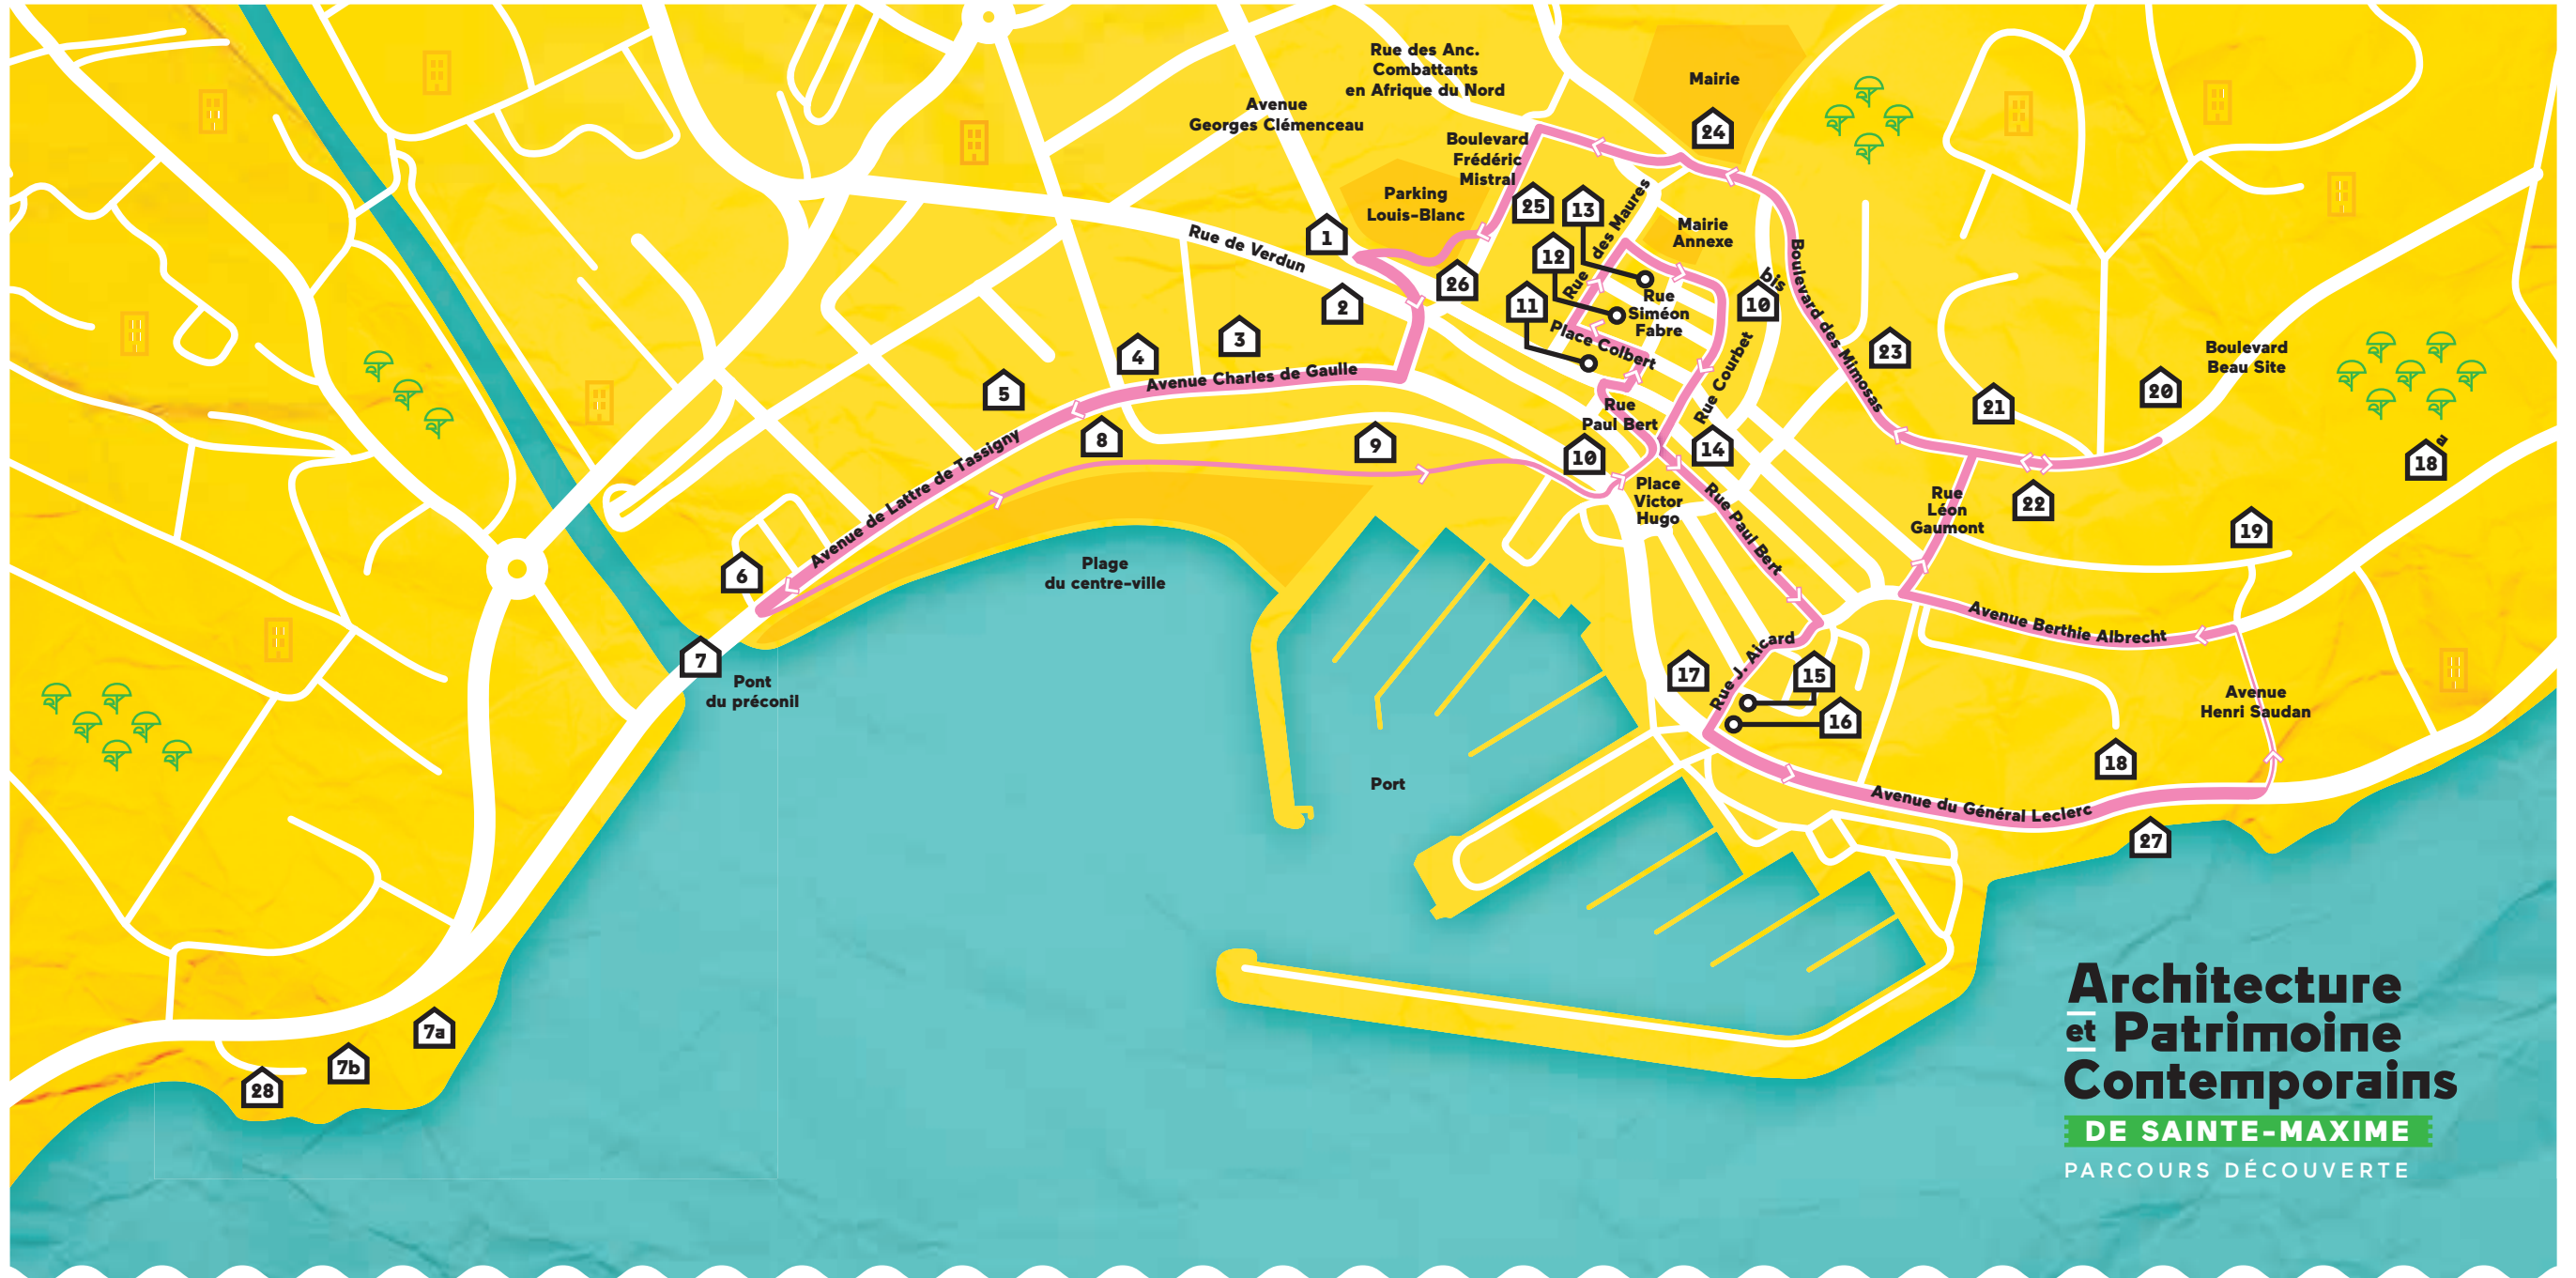 Rue des Anc.
Combattants
en Afrique du Nord
Mairie
24
Avenue
Georges Clémenceau
Boulevard
Frédéric
Mistral
Parking
Louis-Blanc
25
13
Rue des Maures
Mairie
Annexe
1
Rue de Verdun
12
26
2
11
Rue
Siméon
Fabre
bis
10
Boulevard des Mimosas
Place Colbert
3
4
5
Avenue Charles de Gaulle
Rue Courbet
23
Boulevard
Beau Site
20
21
Rue
Paul Bert
8
9
10
14
18
a
Avenue de Lattre de Tassigny
Place
Victor
Hugo
Rue Paul Bert
Rue
Léon
Gaumont
22
19
6
Plage
du centre-ville
Avenue Berthie Albrecht
7
Pont
du préconil
17
Rue J. Aicard
15
16
Avenue
Henri Saudan
18
Port
Avenue du Général Leclerc
27
7a
7b
28
Architecture
et Patrimoine
Contemporains
DE SAINTE-MAXIME
PARCOURS DÉCOUVERTE